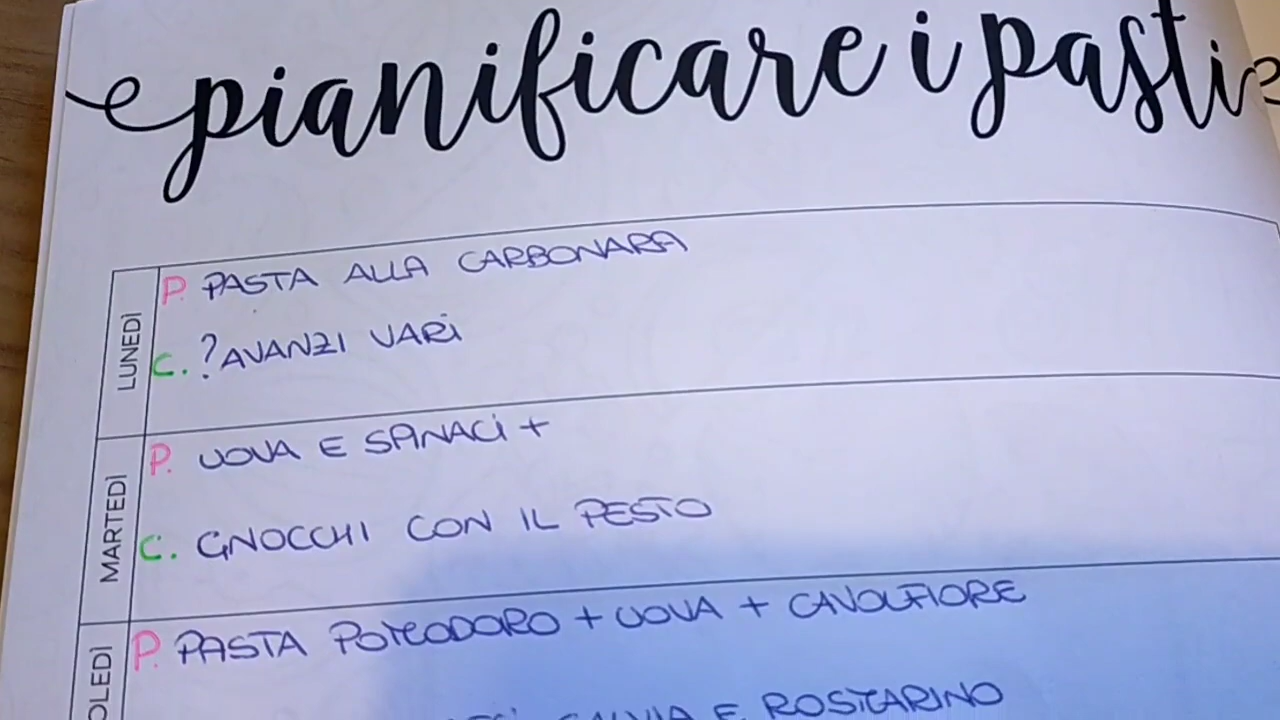 pianificare i pasti
LUNEDÌ
P. PASTA ALLA CARBONARA
C. ?AVANZI VARI
MARTEDÌ
P. UOVA E SPINACI +
C. GNOCCHI CON IL PESTO
OLEDÌ
P. PASTA POMODORO + UOVA + CAVOLFIORE
SALVIA E ROSMARINO